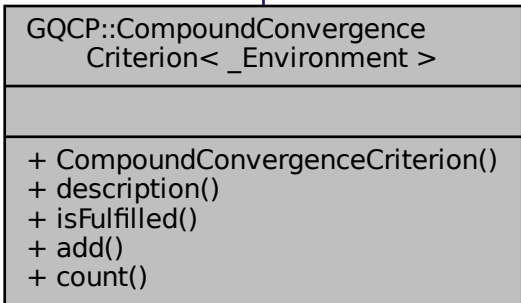 GQCP::CompoundConvergence
Criterion< _Environment >
+ CompoundConvergenceCriterion()
+ description()
+ isFulfilled()
+ add()
+ count()